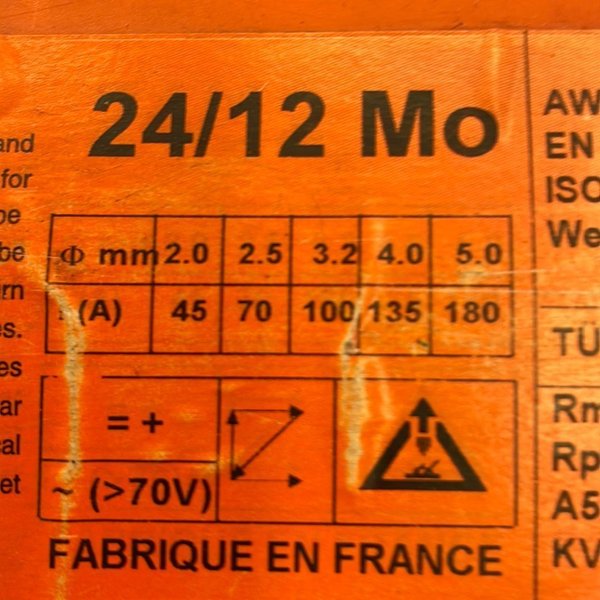 24/12 Mo
and
for
be
be
urn
es.
es
ar
cal
et
Φ mm 2.0 2.5 3.2 4.0 5.0
(A) 45 70 100 135 180
= +
~ (>70V)
FABRIQUE EN FRANCE
AW
EN
ISO
We
TÜ
Rm
Rp
A5
KV